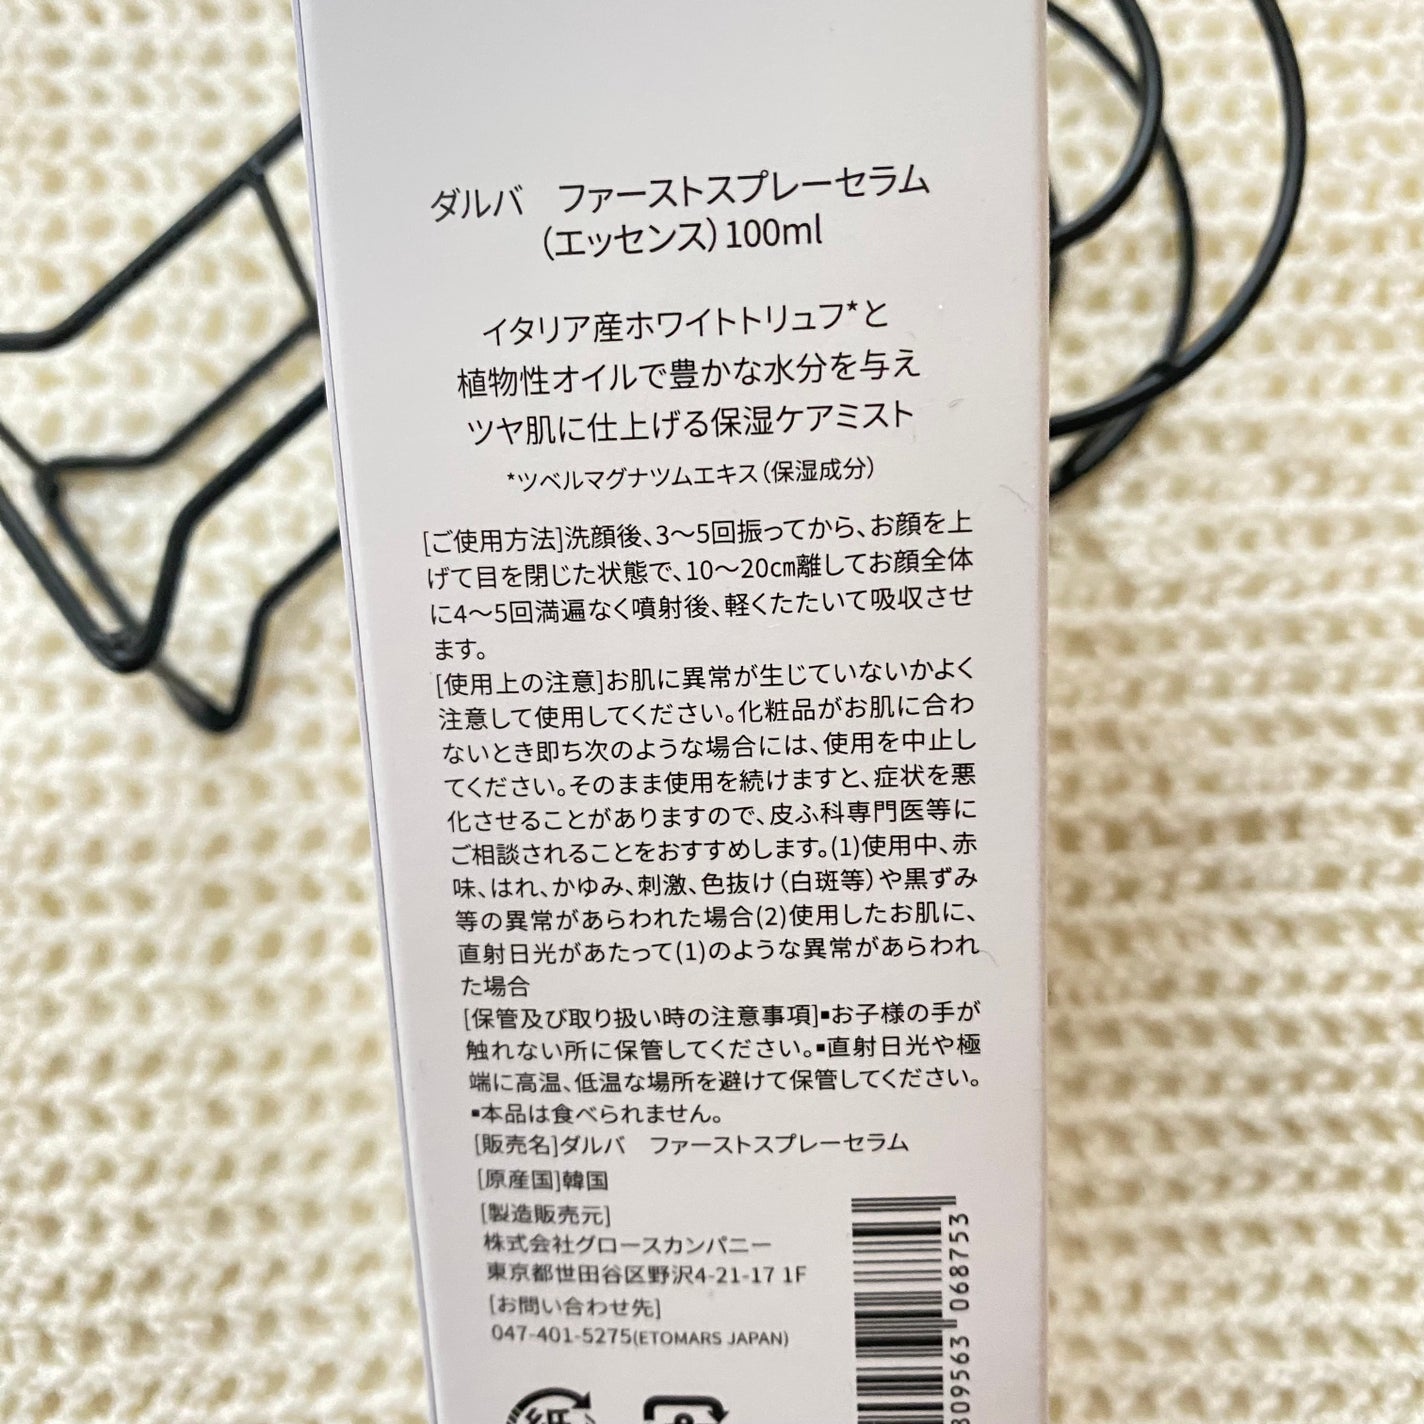 ダルバ　ファーストスプレーセラム
（エッセンス）100ml
イタリア産ホワイトトリュフ*と
植物性オイルで豊かな水分を与え
ツヤ肌に仕上げる保湿ケアミスト
*ツベルマグナツムエキス（保湿成分）
[ご使用方法]洗顔後、3〜5回振ってから、お顔を上
げて目を閉じた状態で、10〜20㎝離してお顔全体
に4〜5回満遍なく噴射後、軽くたたいて吸収させ
ます。
[使用上の注意]お肌に異常が生じていないかよく
注意して使用してください。化粧品がお肌に合わ
ないとき即ち次のような場合には、使用を中止し
てください。そのまま使用を続けますと、症状を悪
化させることがありますので、皮ふ科専門医等に
ご相談されることをおすすめします。(1)使用中、赤
味、はれ、かゆみ、刺激、色抜け（白斑等）や黒ずみ
等の異常があらわれた場合(2)使用したお肌に、
直射日光があたって(1)のような異常があらわれ
た場合
[保管及び取り扱い時の注意事項]▪お子様の手が
触れない所に保管してください。▪直射日光や極
端に高温、低温な場所を避けて保管してください。
▪本品は食べられません。
[販売名]ダルバ　ファーストスプレーセラム
[原産国]韓国
[製造販売元]
株式会社グロースカンパニー
東京都世田谷区野沢4-21-17 1F
[お問い合わせ先]
047-401-5275(ETOMARS JAPAN)
809563 068753
紙